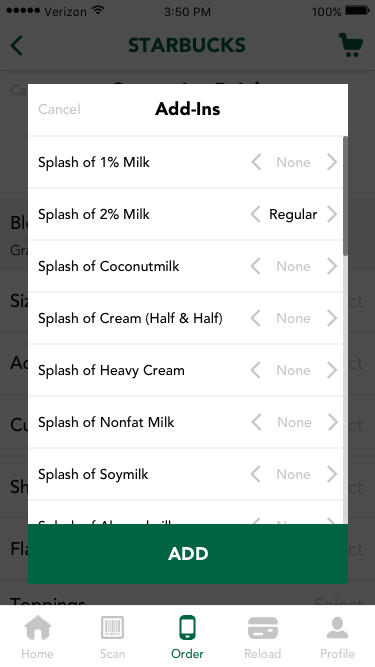 Verizon 3:50 PM 100%
STARBUCKS
Cancel Add-Ins
Splash of 1% Milk None
Splash of 2% Milk Regular
Splash of Coconutmilk None
Splash of Cream (Half & Half) None
Splash of Heavy Cream None
Splash of Nonfat Milk None
Splash of Soymilk None
ADD
Toppings Select
Home Scan Order Reload Profile